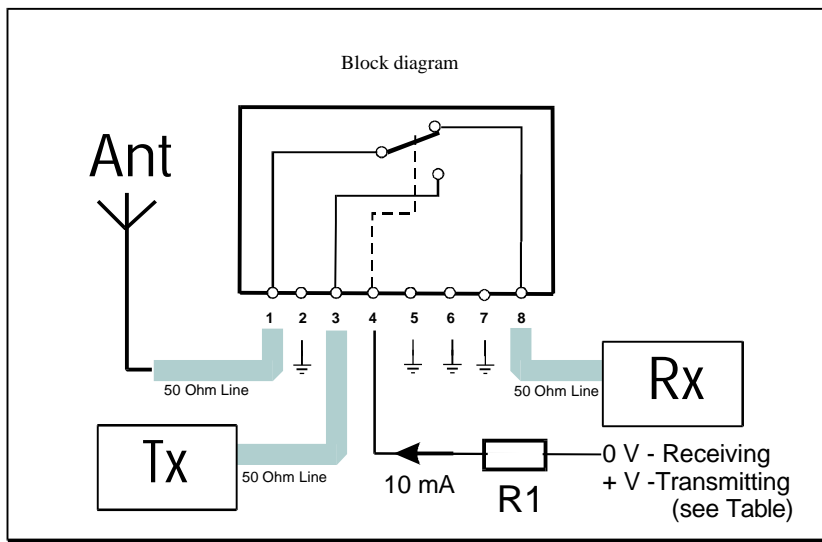 Block diagram
Ant
1 2 3 4 5 6 7 8
50 Ohm Line
50 Ohm Line
Rx
Tx
50 Ohm Line
10 mA
R1
0 V - Receiving
+ V -Transmitting
(see Table)